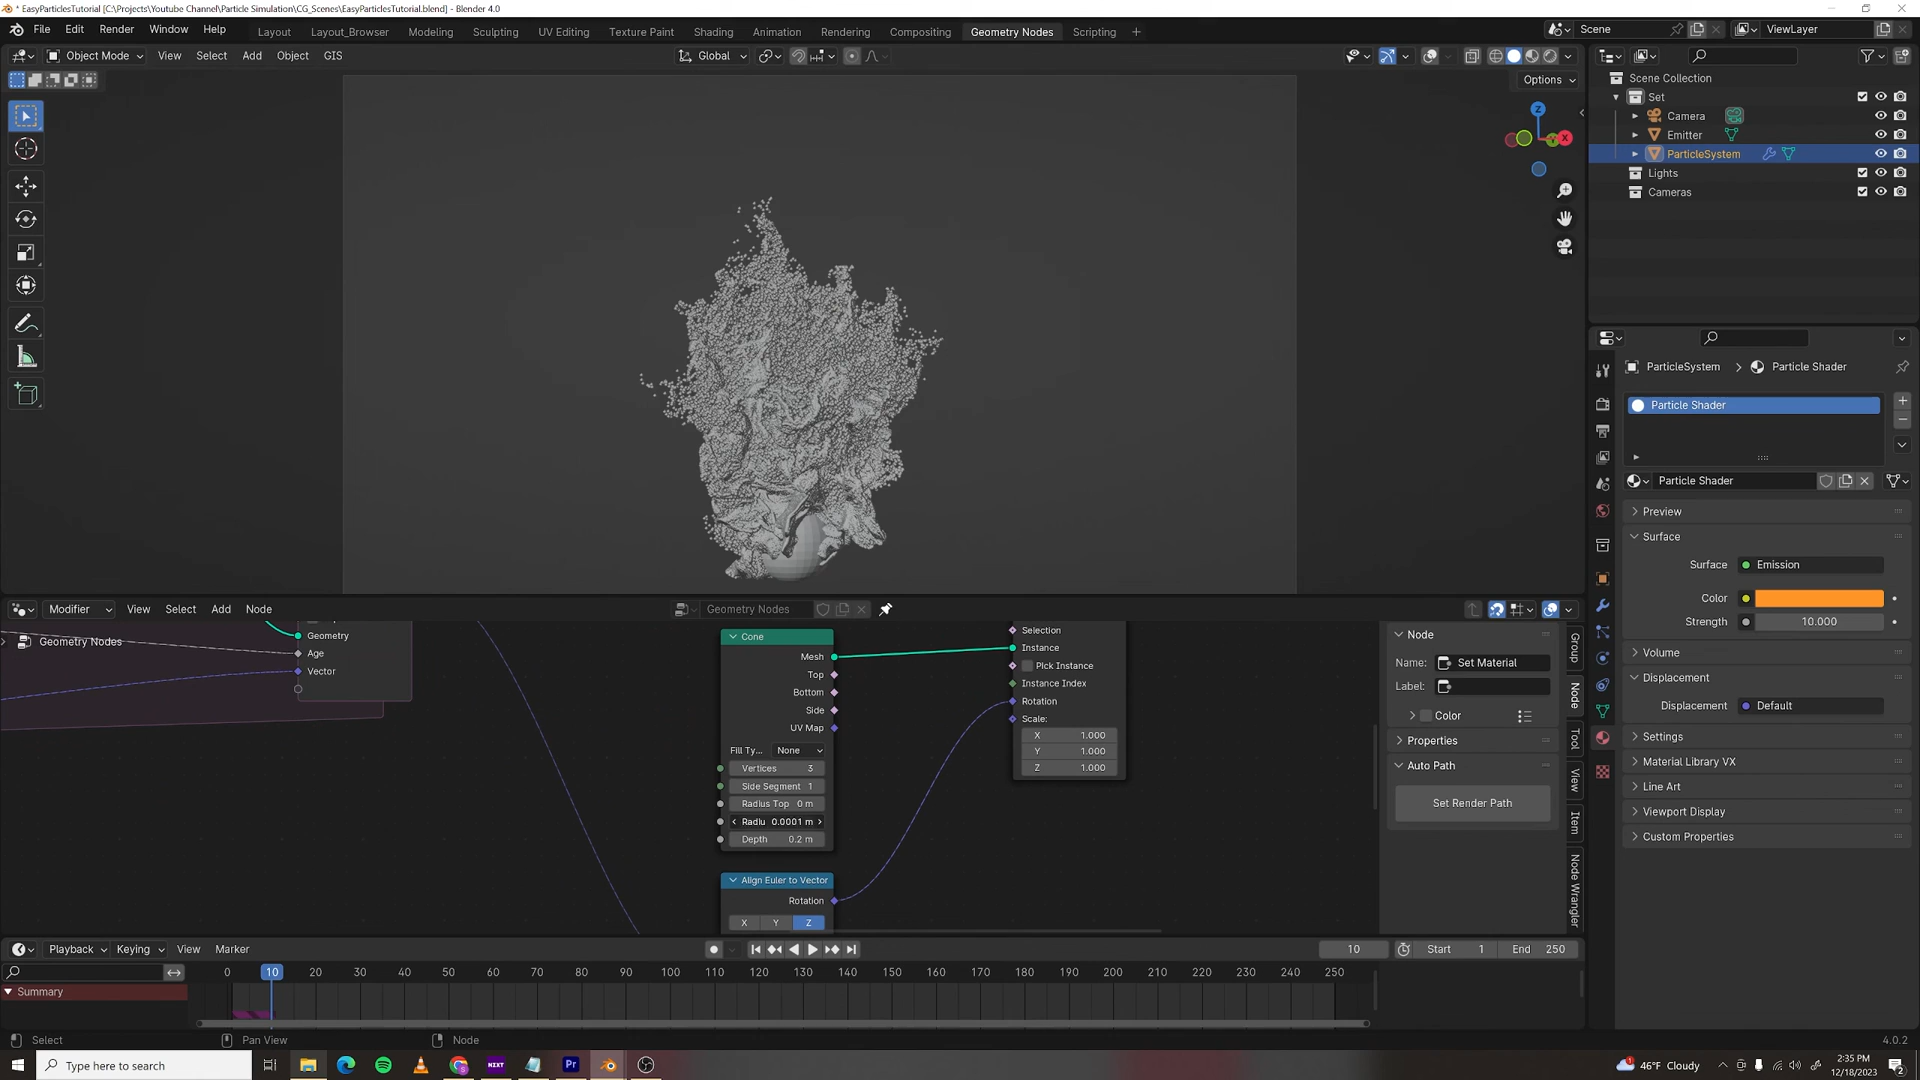 * EasyParticlesTutorial [C:\Projects\Youtube Channel\Particle Simulation\CG_Scenes\EasyParticlesTutorial.blend] - Blender 4.0
File Edit Render Window Help Layout Layout_Browser Modeling Sculpting UV Editing Texture Paint Shading Animation Rendering Compositing Geometry Nodes Scripting Scene ViewLayer
Object Mode View Select Add Object GIS Global
Options
Z
X
Y
Scene Collection
Set
Camera
Emitter
ParticleSystem
Lights
Cameras
ParticleSystem > Particle Shader
Particle Shader
Particle Shader
Preview
Surface
Surface Emission
Color
Strength 10.000
Volume
Displacement
Displacement Default
Settings
Material Library VX
Line Art
Viewport Display
Custom Properties
Modifier View Select Add Node Geometry Nodes
Geometry Nodes
Geometry
Age
Vector
Cone
Mesh
Top
Bottom
Side
UV Map
Fill Ty... None
Vertices 3
Side Segment 1
Radius Top 0 m
Radiu 0.0001 m
Depth 0.2 m
Align Euler to Vector
Rotation
X Y Z
Selection
Instance
Pick Instance
Instance Index
Rotation
Scale:
X 1.000
Y 1.000
Z 1.000
Node
Name: Set Material
Label:
Color
Properties
Auto Path
Set Render Path
Group
Node
Tool
View
Item
Node Wrangler
Playback Keying View Marker 10 Start 1 End 250
0 10 20 30 40 50 60 70 80 90 100 110 120 130 140 150 160 170 180 190 200 210 220 230 240 250
Summary
Select Pan View Node 4.0.2
Type here to search NIXT Pr 1 46°F Cloudy 2:35 PM
12/18/2023 2